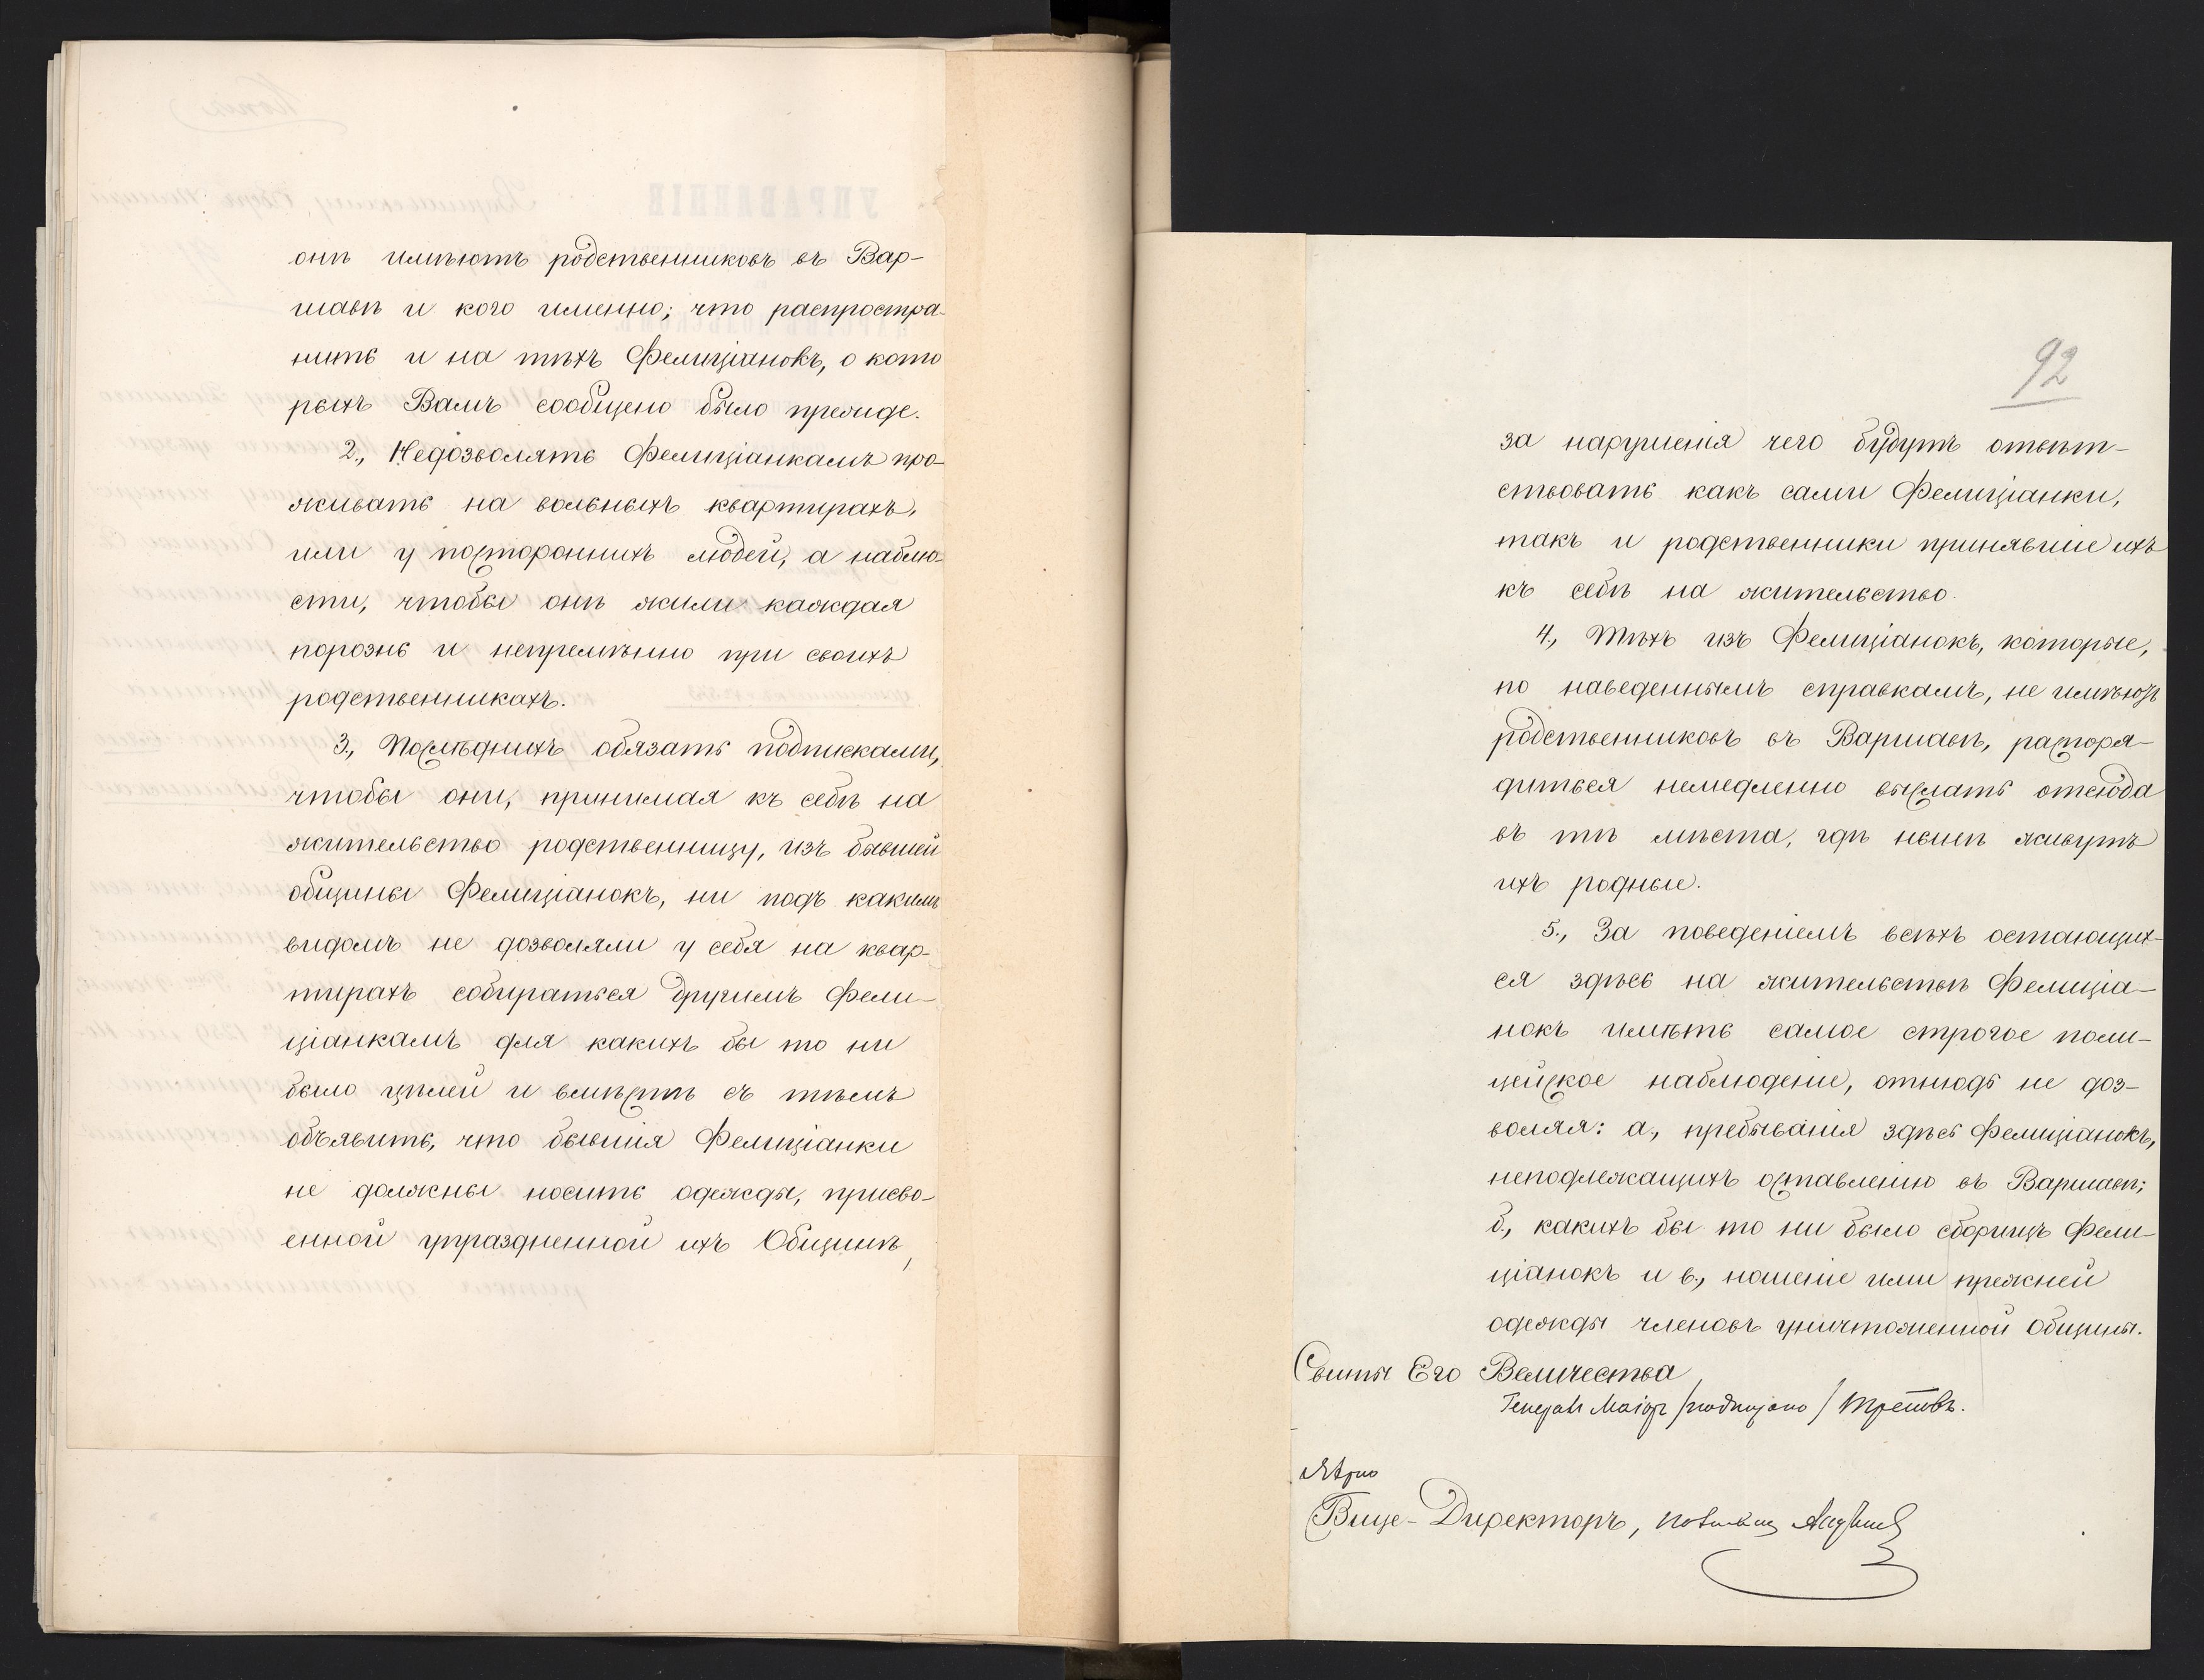 онѣ имѣютъ родственниковъ въ Вар-
шавѣ и кого именно; что распростра-
нить и на тѣхъ Фелиціанокъ, о кото
рыхъ Вамъ сообщено было прежде.
2., Недозволять Фелиціанкамъ про-
живать на вольныхъ квартирахъ,
или у постороннихъ людей, а наблю-
сти, чтобы онѣ жили каждая
порознь и непремѣнно при своихъ
родственникахъ.
3., Послѣднихъ обязать подписками,
чтобы они, принимая къ себѣ на
жительство родственницу, изъ бывшей
общины Фелиціанокъ, ни подъ какимъ
видомъ не дозволяли у себя на квар-
тирахъ собираться другимъ Фели-
ціанкамъ для какихъ бы то ни
было цѣлей и вмѣстѣ съ тѣмъ
объявить, что бывшія Фелиціанки
не должны носить одежды, присво-
енной упраздненной ихъ Общинѣ,
92
за нарушенія чего будутъ отвѣт-
ствовать какъ сами Фелиціанки,
такъ и родственники принявшіе ихъ
къ себѣ на жительство.
4., Тѣхъ изъ Фелиціанокъ, которые,
по наведеннымъ справкамъ, не имѣютъ
родственниковъ въ Варшавѣ, распоря-
диться немедленно выслать отсюда
въ тѣ мѣста, гдѣ нынѣ живутъ
ихъ родные.
5., За поведеніемъ всѣхъ остающих-
ся здѣсь на жительствѣ Фелиціа-
нокъ имѣть самое строгое поли-
цейское наблюденіе, отнюдь не доз-
воляя: а., пребыванія здѣсь Фелиціанокъ,
неподлежащихъ оставленію въ Варшавѣ;
б., какихъ бы то ни было сборищъ Фели-
ціанокъ и в., ношеніе ими прежней
одежды членовъ уничтоженной Общины.
Свиты Его Величества
Генералъ Маіоръ /подписано/ Треповъ.
Вѣрно
Вице-Директоръ,